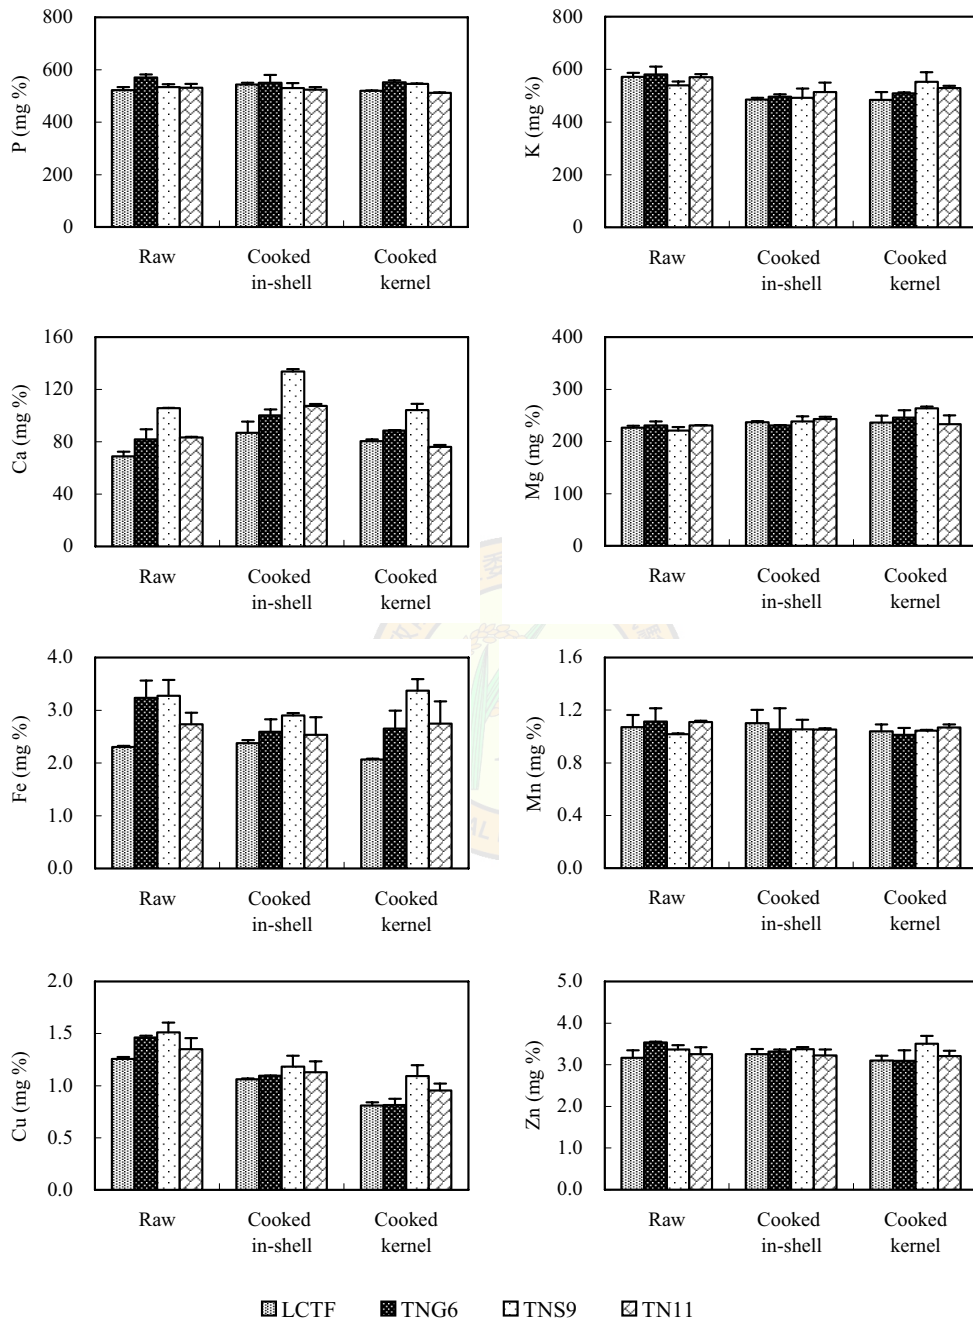 800
600
400
200
0
P (mg %)
Raw
Cooked
in-shell
Cooked
kernel
800
600
400
200
0
K (mg %)
Raw
Cooked
in-shell
Cooked
kernel
160
120
80
40
0
Ca (mg %)
Raw
Cooked
in-shell
Cooked
kernel
400
300
200
100
0
Mg (mg %)
Raw
Cooked
in-shell
Cooked
kernel
4.0
3.0
2.0
1.0
0.0
Fe (mg %)
Raw
Cooked
in-shell
Cooked
kernel
1.6
1.2
0.8
0.4
0.0
Mn (mg %)
Raw
Cooked
in-shell
Cooked
kernel
2.0
1.5
1.0
0.5
0.0
Cu (mg %)
Raw
Cooked
in-shell
Cooked
kernel
5.0
4.0
3.0
2.0
1.0
0.0
Zn (mg %)
Raw
Cooked
in-shell
Cooked
kernel
LCTF TNG6 TNS9 TN11